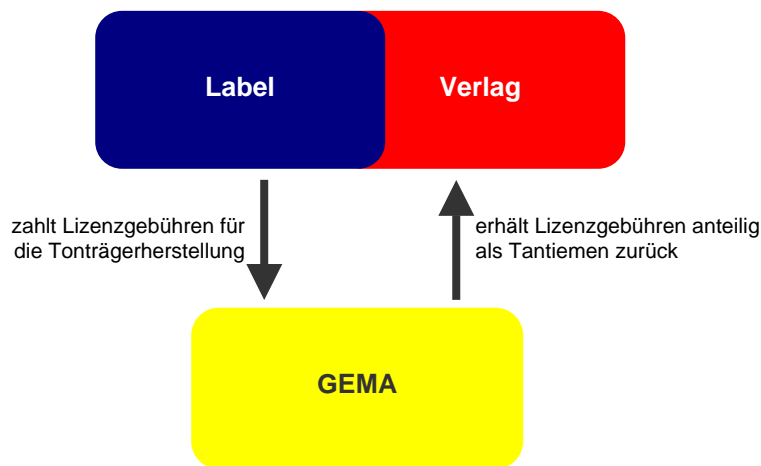 Label
Verlag
zahlt Lizenzgebühren für
die Tonträgerherstellung
erhält Lizenzgebühren anteilig
als Tantiemen zurück
GEMA